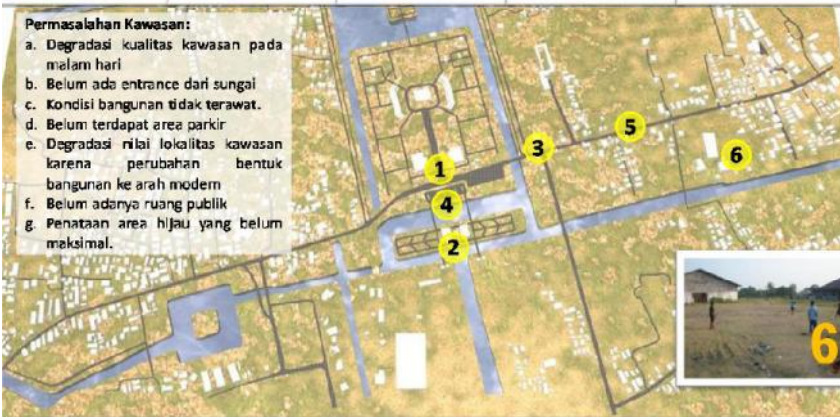 Permasalahan Kawasan:
a. Degradasi kualitas kawasan pada
malam hari
b. Belum ada entrance dari sungai
c. Kondisi bangunan tidak terawat.
d. Belum terdapat area parkir
e. Degradasi nilai lokalitas kawasan
karena perubahan bentuk
bangunan ke arah modern
f. Belum adanya ruang publik
g. Penataan area hijau yang belum
maksimal.
5
3
6
1
4
2
6